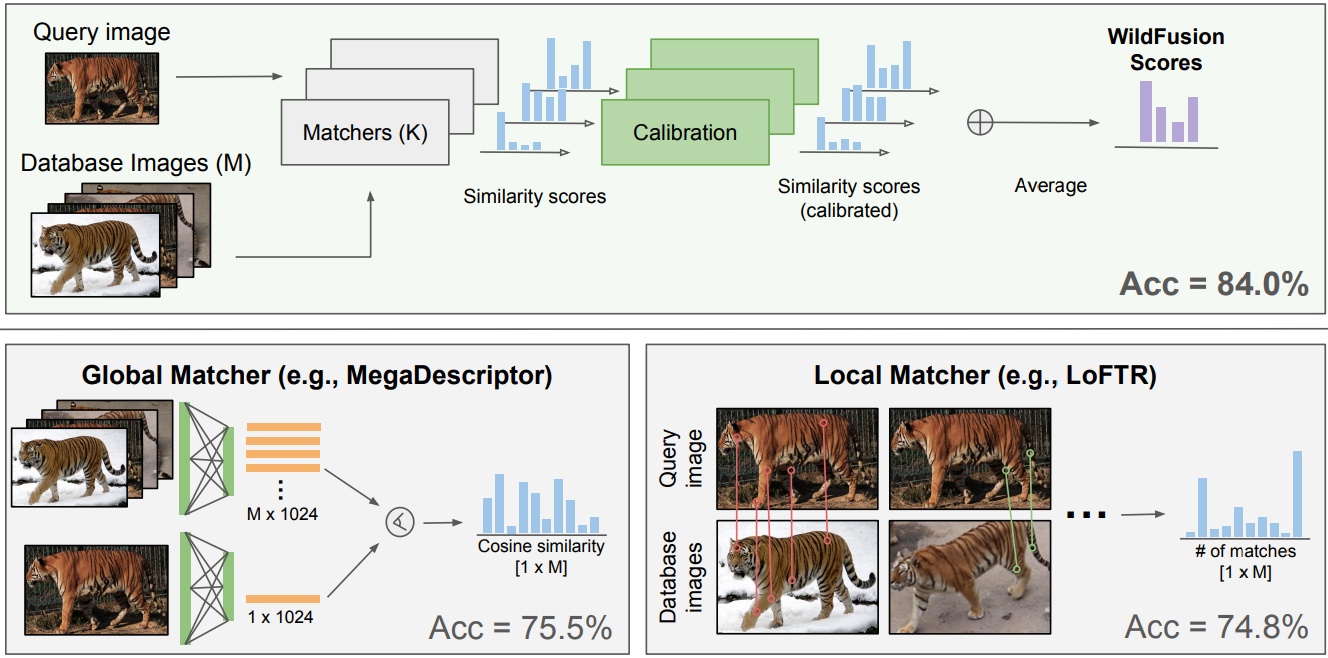 Query image
Database Images (M)
Matchers (K)
Similarity scores
Calibration
Similarity scores
(calibrated)
Average
WildFusion
Scores
Acc = 84.0%
Global Matcher (e.g., MegaDescriptor)
M x 1024
1 x 1024
Cosine similarity
[1 x M]
Acc = 75.5%
Local Matcher (e.g., LoFTR)
Query
image
Database
images
...
# of matches
[1 x M]
Acc = 74.8%